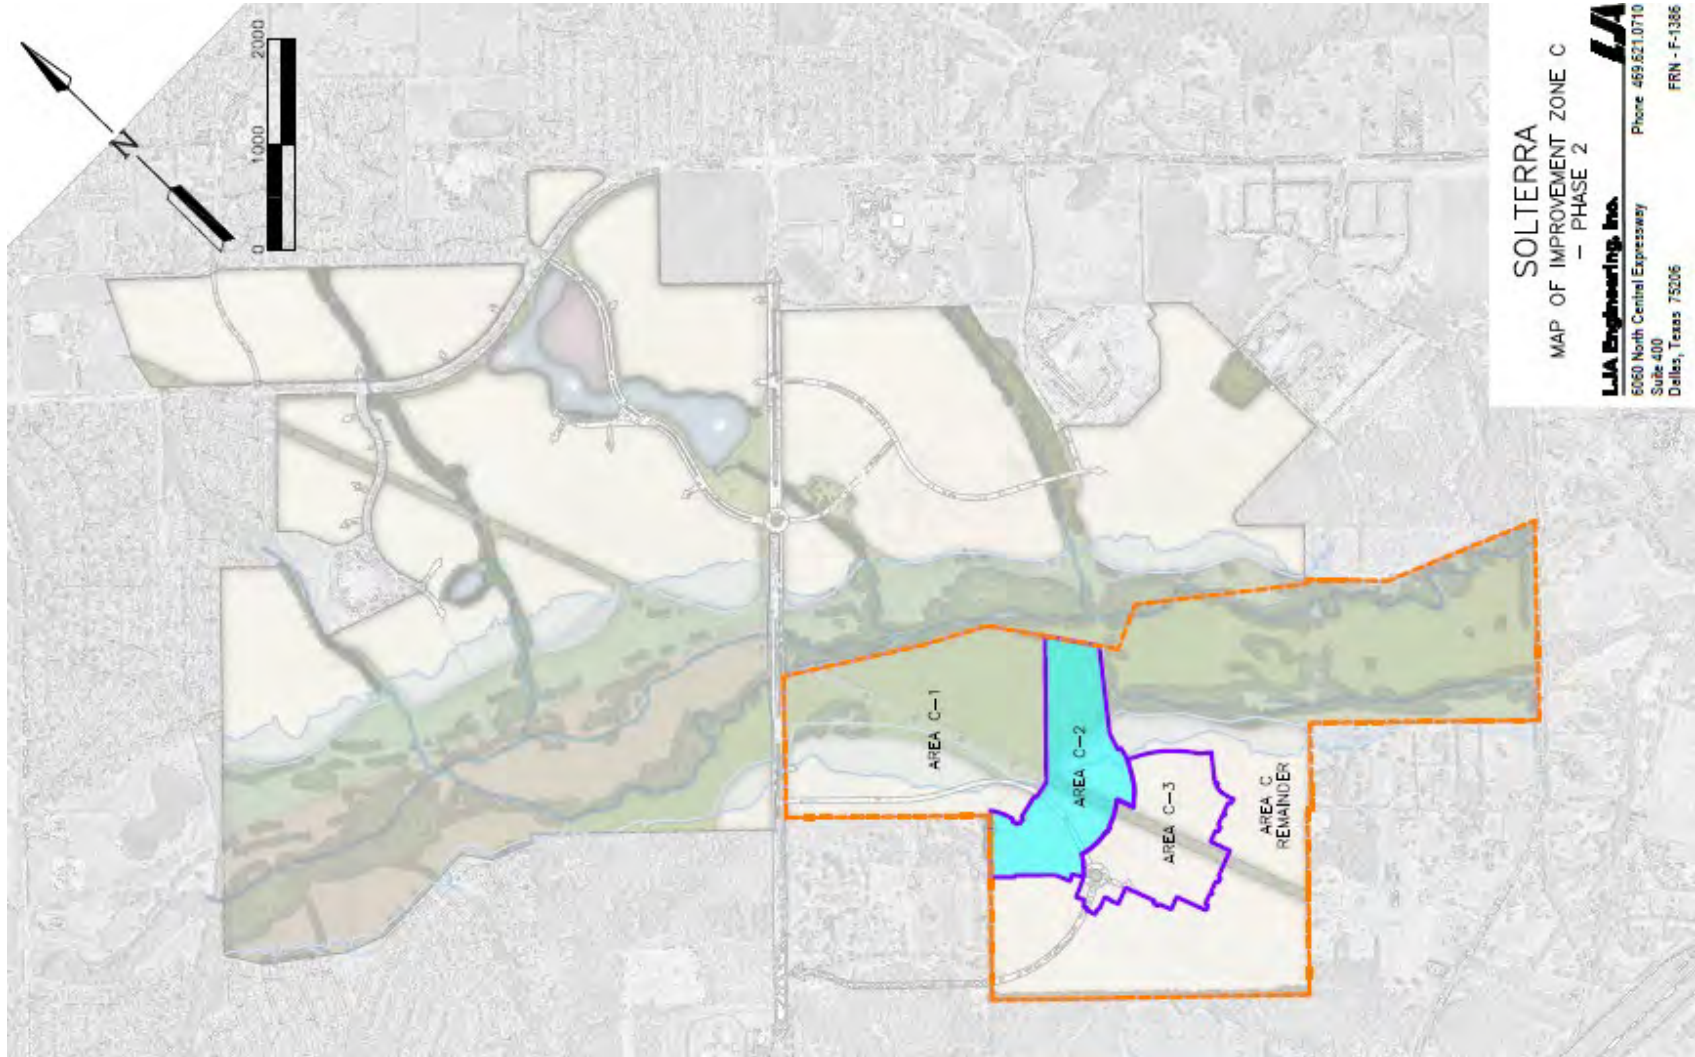 SOLTERRA
MAP OF IMPROVEMENT ZONE C
— PHASE 2
LJA Engineering, Inc.
6060 North Central Expressway
Suite 400
Dallas, Texas 75206
Phone 469.621.0710
FRN - F-1386
LJA
N
0 1000 2000
AREA C-1
AREA C-2
AREA C-3
AREA C
REMAINDER